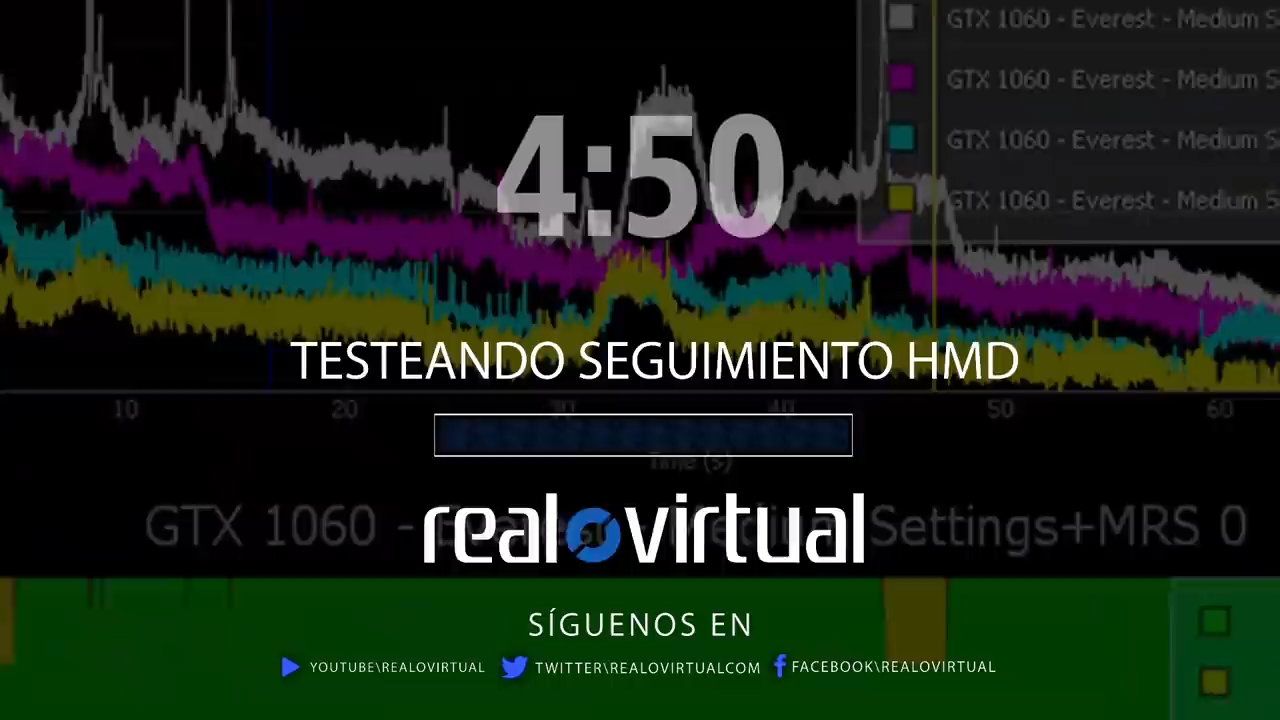 GTX 1060 - Everest - Medium S
GTX 1060 - Everest - Medium S
GTX 1060 - Everest - Medium S
GTX 1060 - Everest - Medium S
4:50
TESTEANDO SEGUIMIENTO HMD
10 20 30 40 50 60
Time (s)
realovirtual
GTX 1060 - Everest - Medium Settings+MRS 0
SÍGUENOS EN
YOUTUBE\REALOVIRTUAL TWITTER\REALOVIRTUALCOM FACEBOOK\REALOVIRTUAL